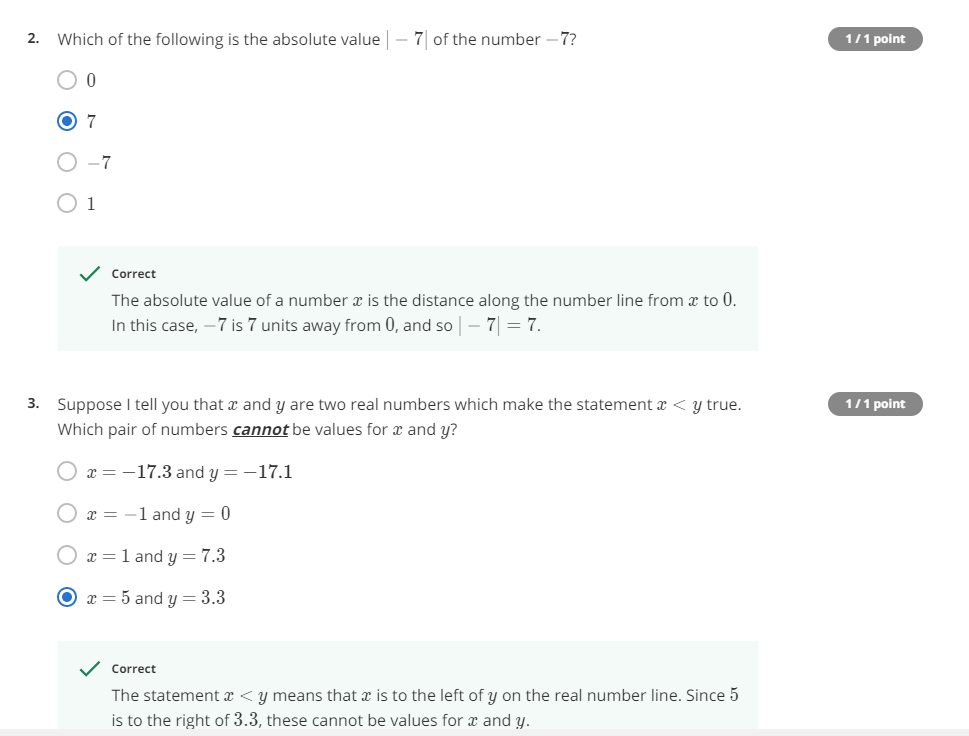 2. Which of the following is the absolute value | − 7| of the number −7?
1 / 1 point
0
7
−7
1
Correct
The absolute value of a number x is the distance along the number line from x to 0.
In this case, −7 is 7 units away from 0, and so | − 7| = 7.
3. Suppose I tell you that x and y are two real numbers which make the statement x < y true.
1 / 1 point
Which pair of numbers cannot be values for x and y?
x = −17.3 and y = −17.1
x = −1 and y = 0
x = 1 and y = 7.3
x = 5 and y = 3.3
Correct
The statement x < y means that x is to the left of y on the real number line. Since 5
is to the right of 3.3, these cannot be values for x and y.